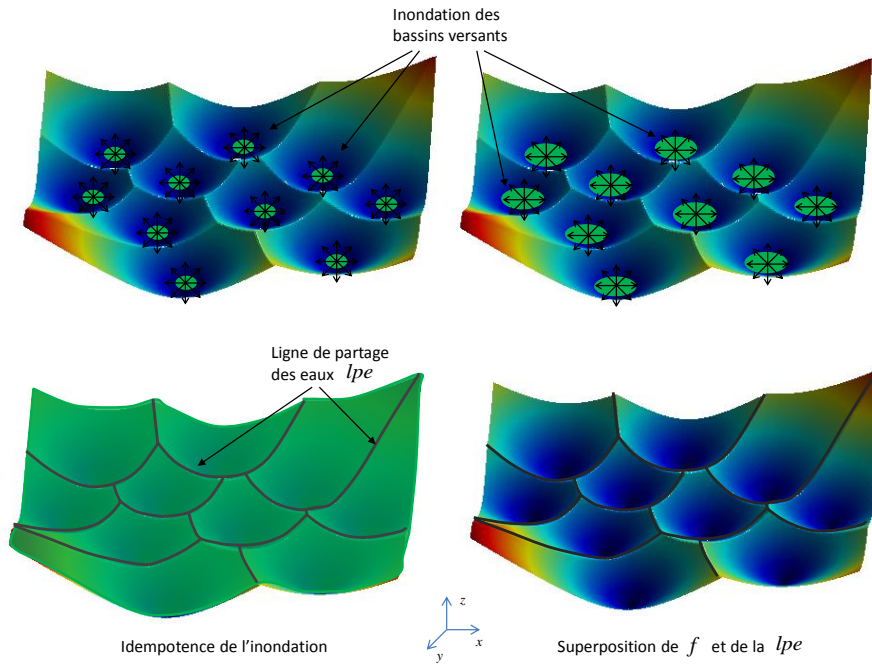 Inondation des
bassins versants
Ligne de partage
des eaux lpe
z
x
y
Idempotence de l'inondation
Superposition de f et de la lpe